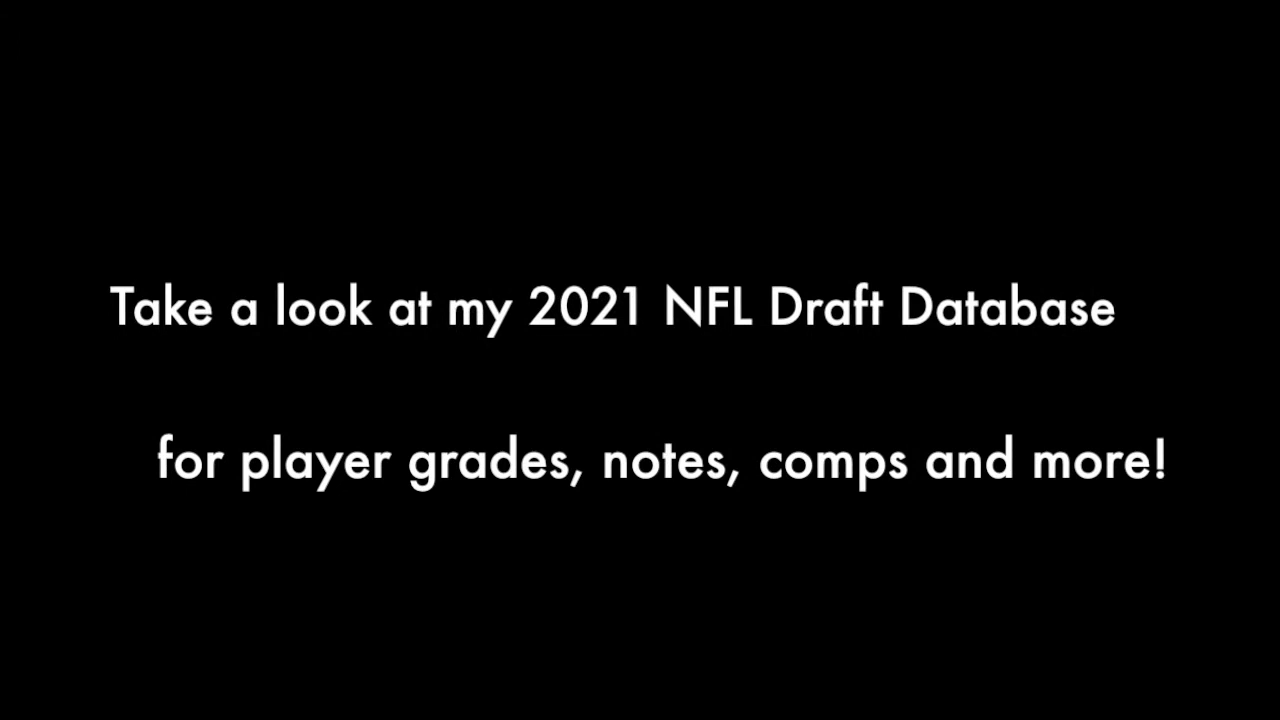 Take a look at my 2021 NFL Draft Database
for player grades, notes, comps and more!